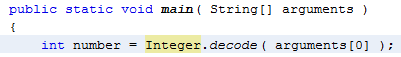 public static void main( String[] arguments )
{
int number = Integer.decode( arguments[0] );